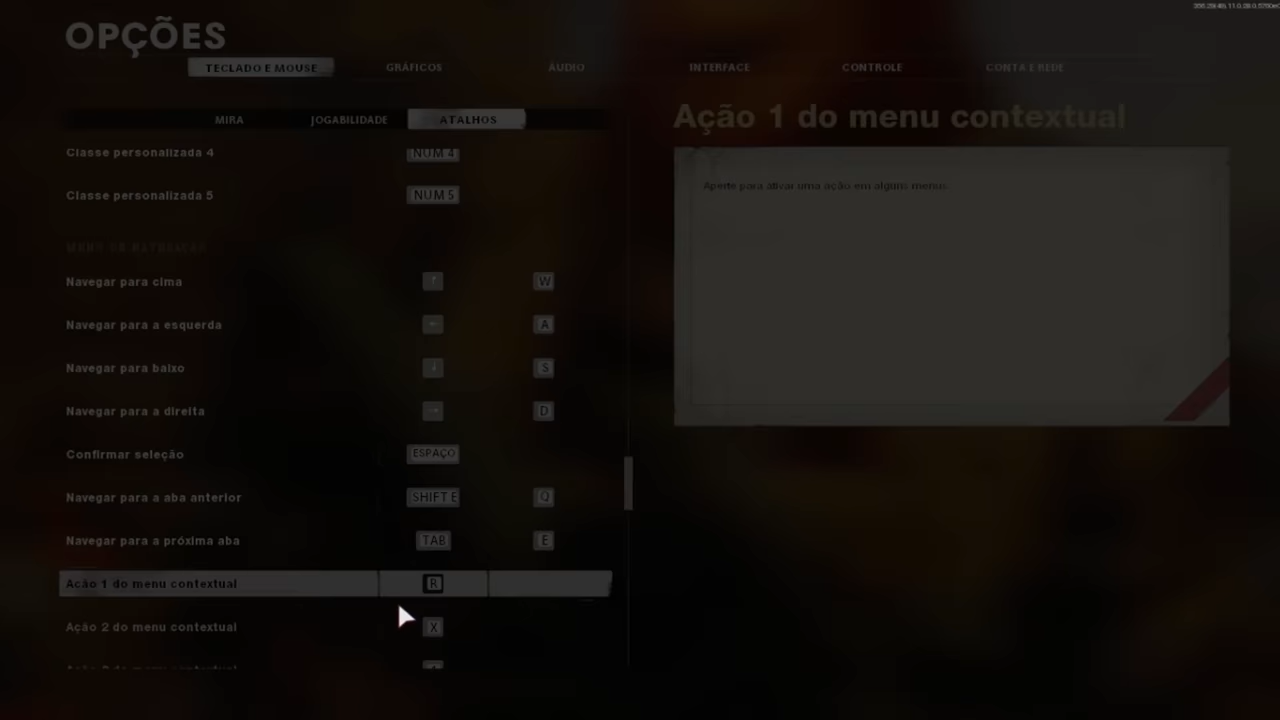 OPÇÕES
TECLADO E MOUSE GRÁFICOS ÁUDIO INTERFACE CONTROLE CONTA E REDE
MIRA JOGABILIDADE ATALHOS
Ação 1 do menu contextual
Aperte para ativar uma ação em alguns menus.
Classe personalizada 4 NUM 4
Classe personalizada 5 NUM 5
Navegar para cima ↑ W
Navegar para a esquerda ← A
Navegar para baixo ↓ S
Navegar para a direita → D
Confirmar seleção ESPAÇO
Navegar para a aba anterior SHIFT E Q
Navegar para a próxima aba TAB E
Ação 1 do menu contextual R
Ação 2 do menu contextual X